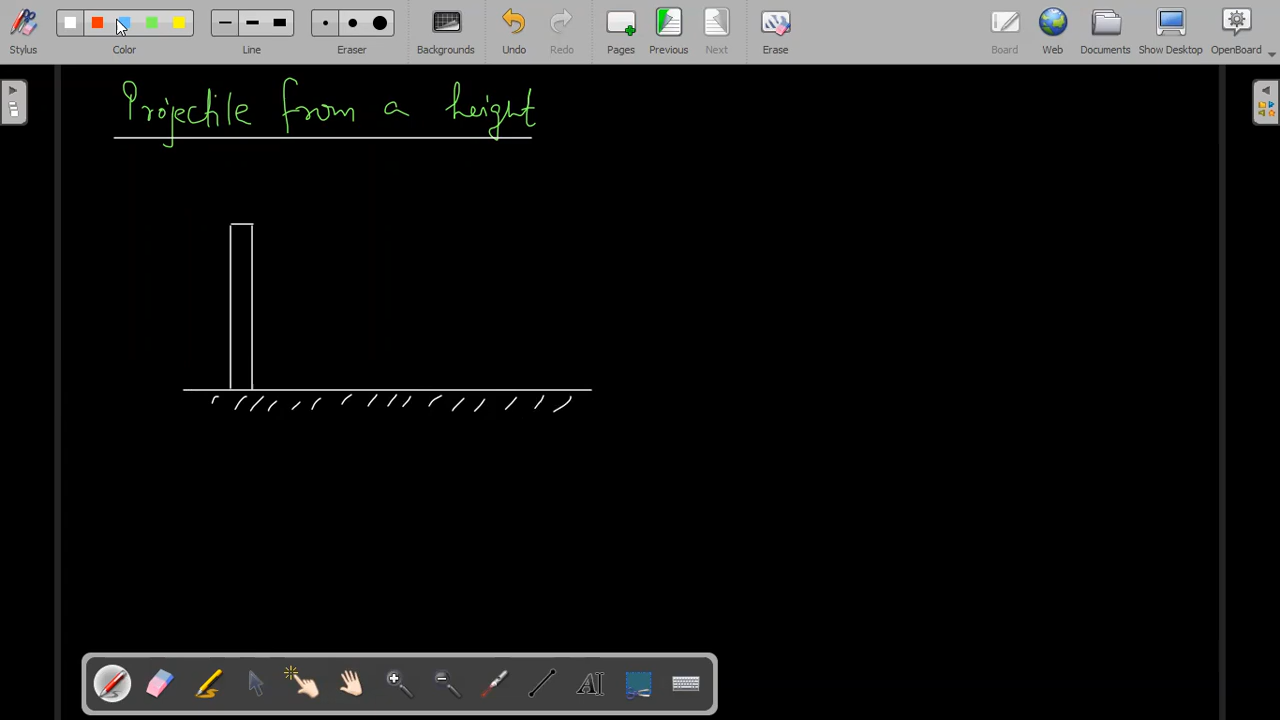 Stylus
Color
Line
Eraser
Backgrounds
Undo
Redo
Pages
Previous
Next
Erase
Board
Web
Documents
Show Desktop
OpenBoard
Projectile from a height
AI